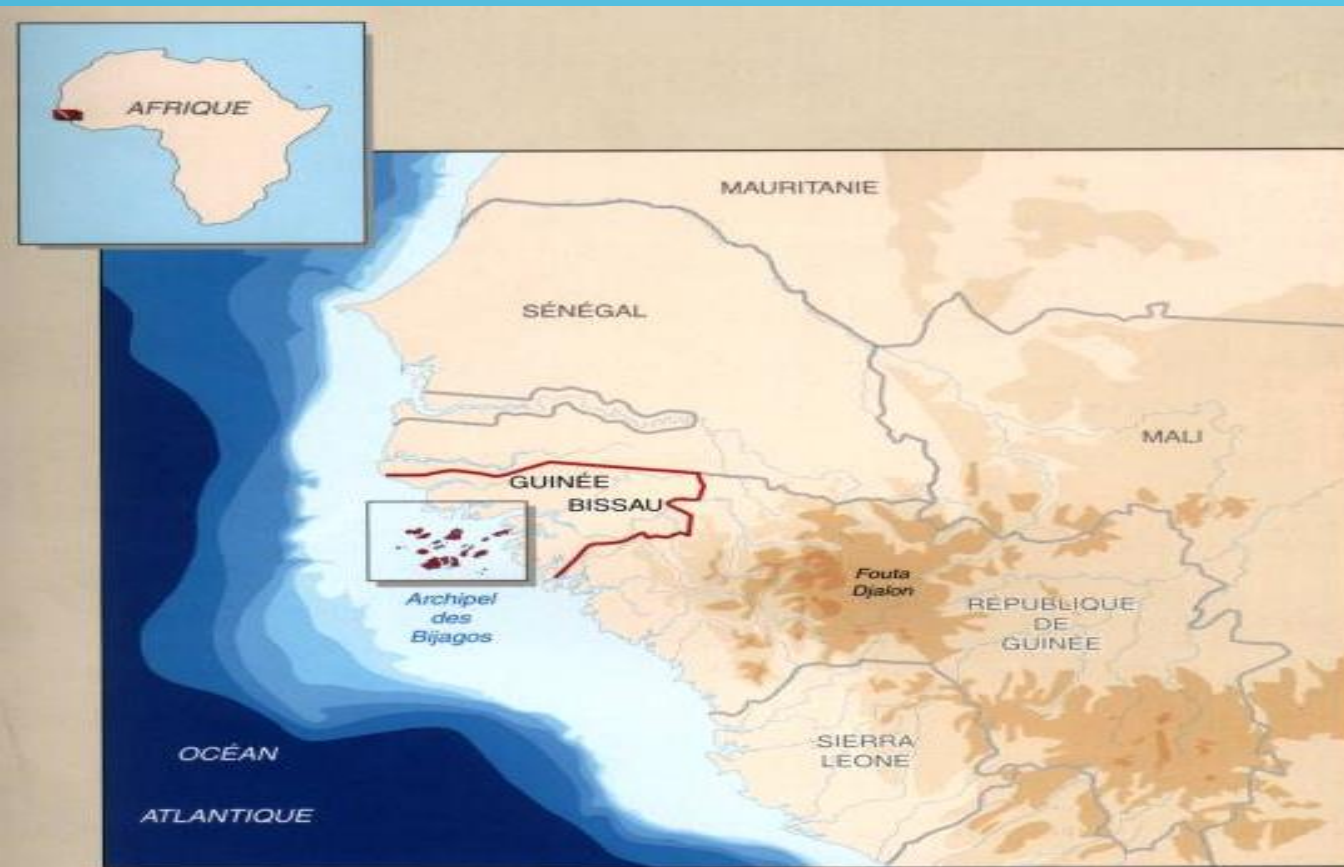 AFRIQUE
MAURITANIE
SÉNÉGAL
MALI
GUINÉE
BISSAU
Fouta
Djalon
Archipel
des
Bijagos
RÉPUBLIQUE
DE
GUINÉE
SIERRA
LEONE
OCÉAN
ATLANTIQUE